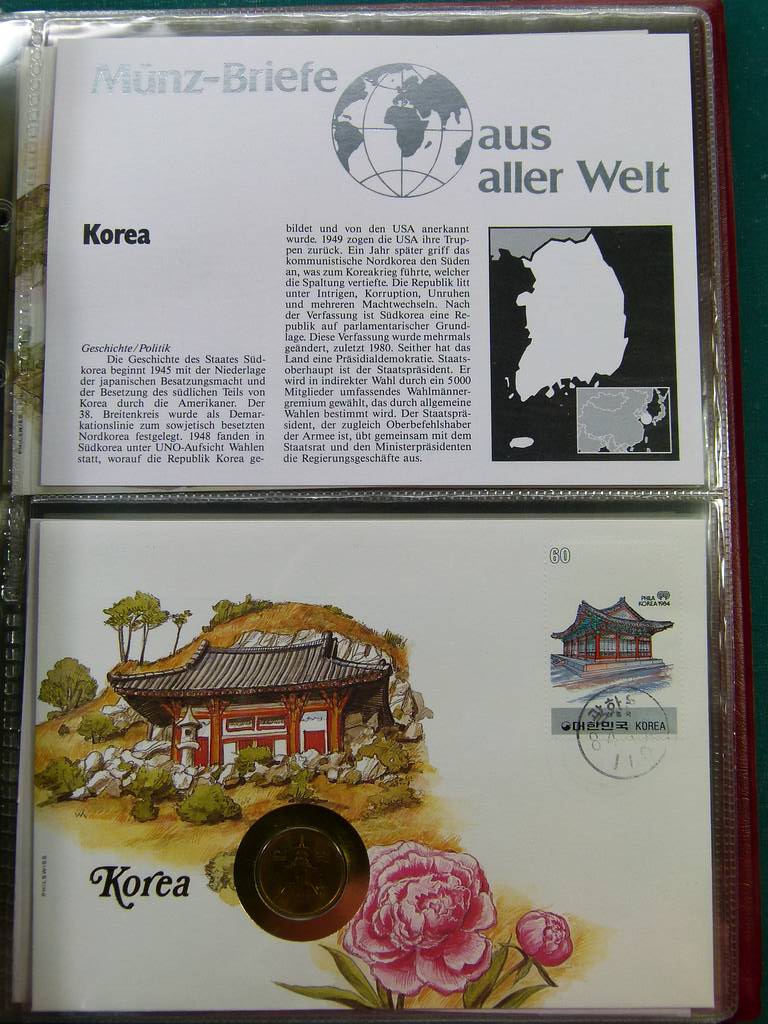 Münz-Briefe
aus
aller Welt
Korea
Geschichte/Politik
Die Geschichte des Staates Süd-
korea beginnt 1945 mit der Niederlage
der japanischen Besatzungsmacht und
der Besetzung des südlichen Teils von
Korea durch die Amerikaner. Der
38. Breitenkreis wurde als Demar-
kationslinie zum sowjetisch besetzten
Nordkorea festgelegt. 1948 fanden in
Südkorea unter UNO-Aufsicht Wahlen
statt, worauf die Republik Korea ge-
bildet und von den USA anerkannt
wurde. 1949 zogen die USA ihre Trup-
pen zurück. Ein Jahr später griff das
kommunistische Nordkorea den Süden
an, was zum Koreakrieg führte, welcher
die Spaltung vertiefte. Die Republik litt
unter Intrigen, Korruption, Unruhen
und mehreren Machtwechseln. Nach
der Verfassung ist Südkorea eine Re-
publik auf parlamentarischer Grund-
lage. Diese Verfassung wurde mehrmals
geändert, zuletzt 1980. Seither hat das
Land eine Präsidialdemokratie. Staats-
oberhaupt ist der Staatspräsident. Er
wird in indirekter Wahl durch ein 5000
Mitglieder umfassendes Wahlmänner-
gremium gewählt, das durch allgemeine
Wahlen bestimmt wird. Der Staatsprä-
sident, der zugleich Oberbefehlshaber
der Armee ist, übt gemeinsam mit dem
Staatsrat und den Ministerpräsidenten
die Regierungsgeschäfte aus.
PHILSWISS
60
PHILA
KOREA 1984
대한민국 KOREA
Korea
PHILSWISS